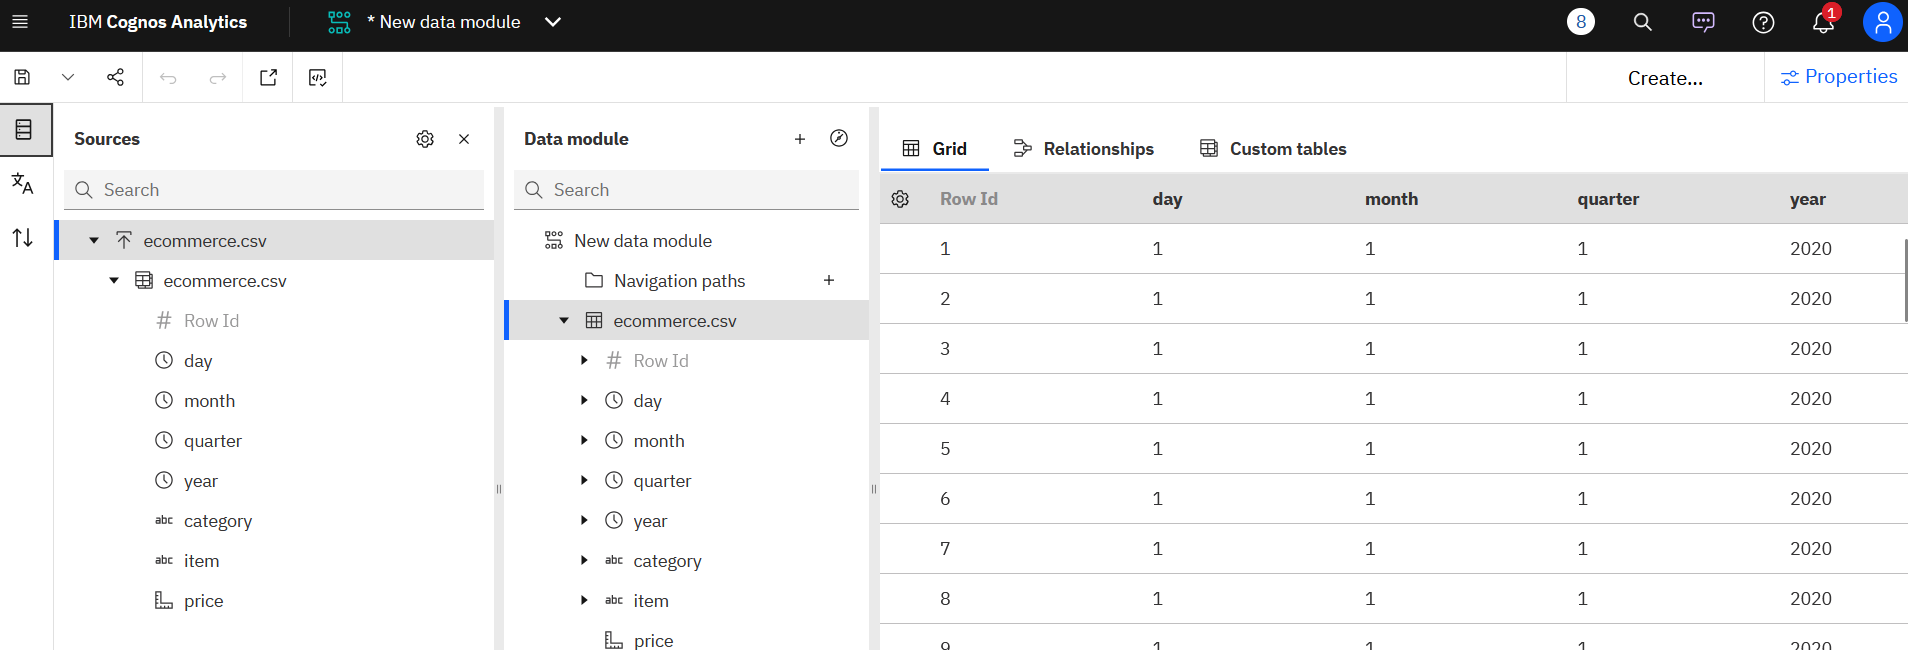 IBM Cognos Analytics
* New data module
8
1
Create...
Properties
Sources
Search
ecommerce.csv
ecommerce.csv
Row Id
day
month
quarter
year
abc category
abc item
price
Data module
Search
New data module
Navigation paths
ecommerce.csv
Row Id
day
month
quarter
year
abc category
abc item
price
Grid Relationships Custom tables
Row Id day month quarter year
1 1 1 1 2020
2 1 1 1 2020
3 1 1 1 2020
4 1 1 1 2020
5 1 1 1 2020
6 1 1 1 2020
7 1 1 1 2020
8 1 1 1 2020
9 1 1 1 2020